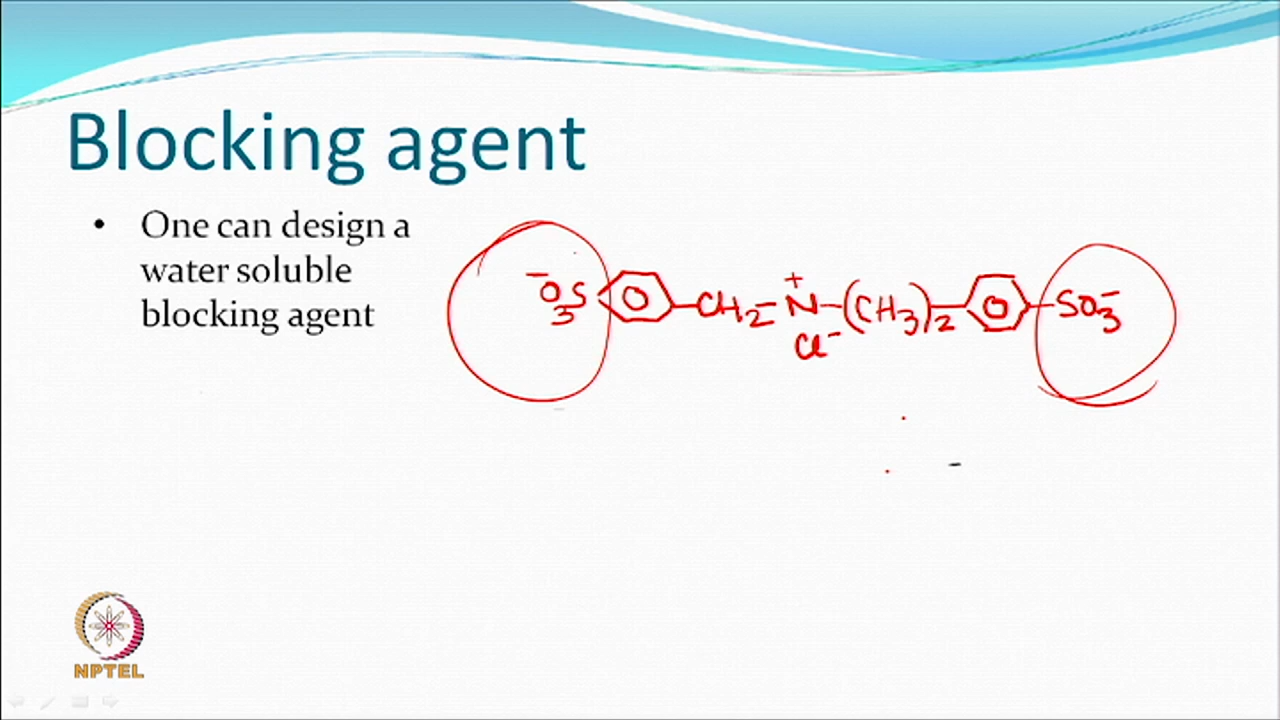 Blocking agent
• One can design a
water soluble
blocking agent
⁻O₃S-⌬-CH₂-N⁺-(CH₃)₂-⌬-SO₃⁻
Cl⁻
NPTEL